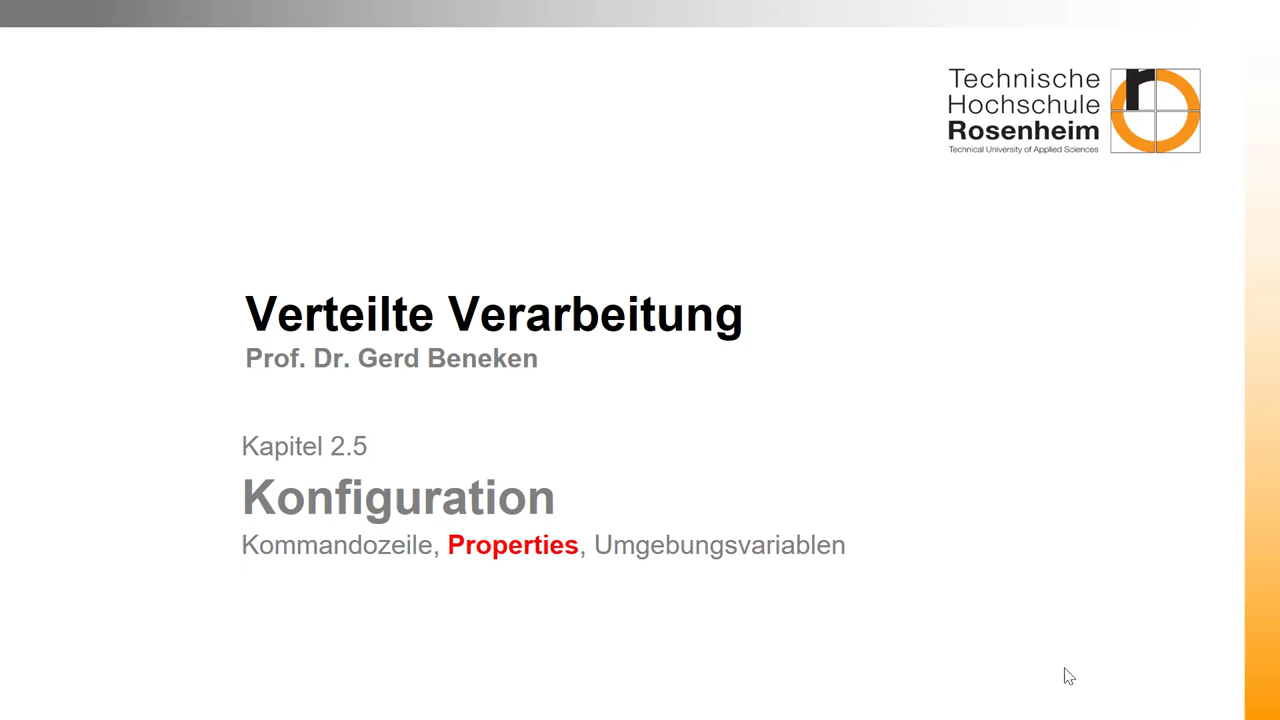 Technische
Hochschule
Rosenheim
Technical University of Applied Sciences
Verteilte Verarbeitung
Prof. Dr. Gerd Beneken
Kapitel 2.5
Konfiguration
Kommandozeile, Properties, Umgebungsvariablen